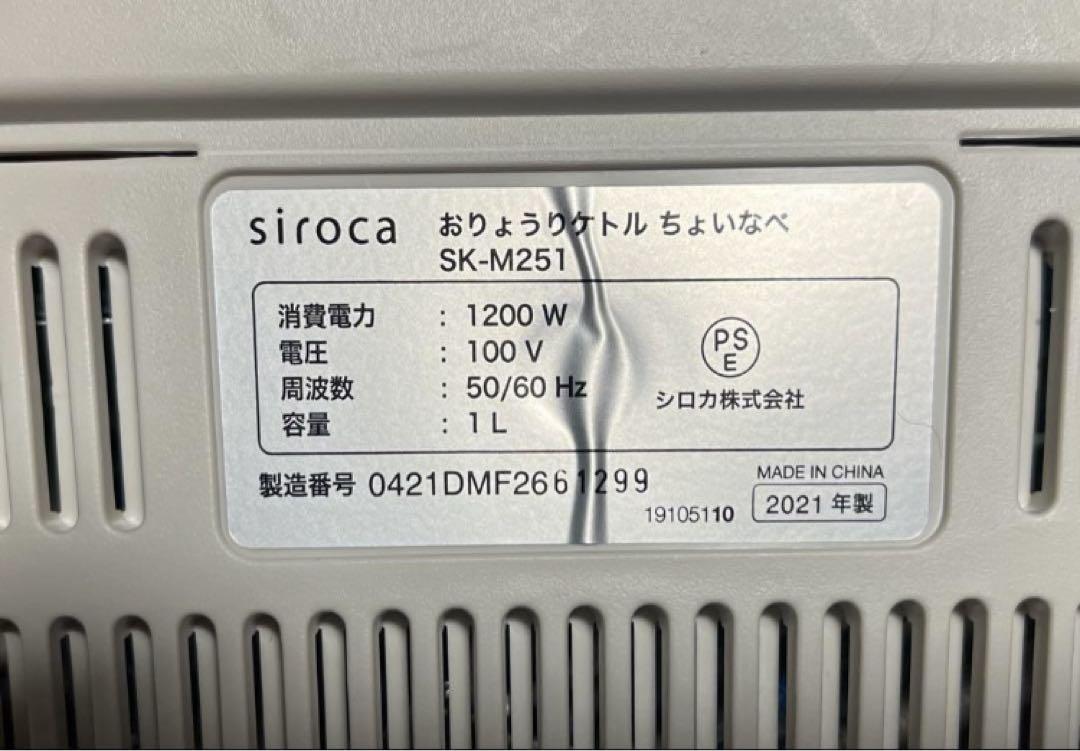 siroca おりょうりケトル ちょいなべ
SK-M251
消費電力 : 1200 W
電圧 : 100 V
周波数 : 50/60 Hz
容量 : 1 L
PS
E
シロカ株式会社
製造番号 0421DMF2661299
MADE IN CHINA
19105110 2021 年製